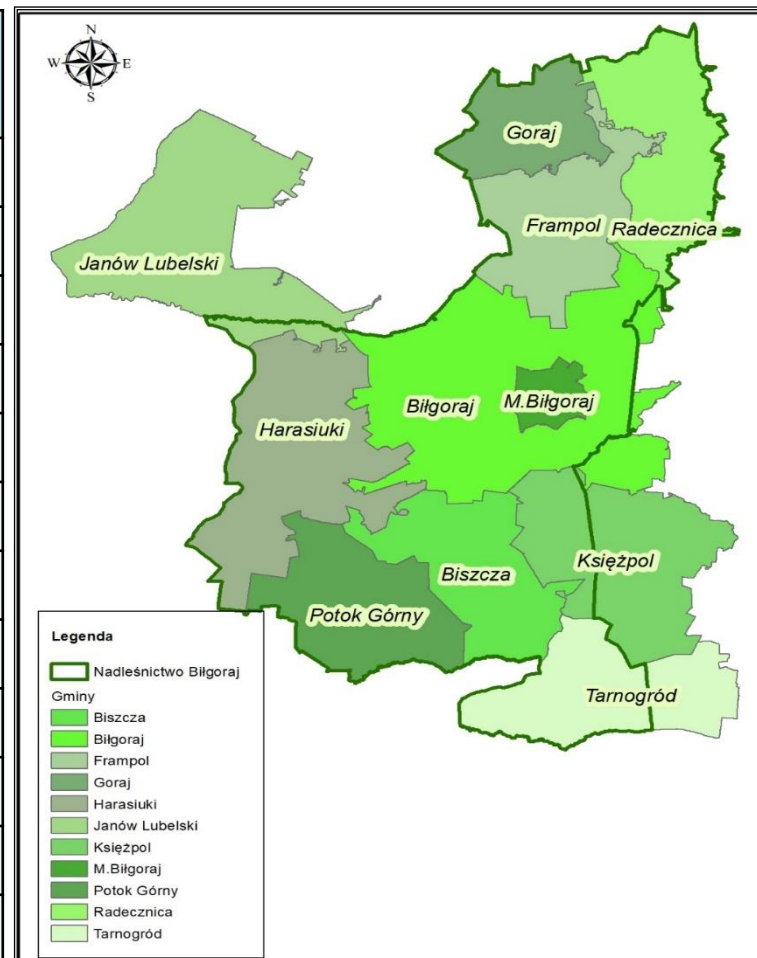 N
W E
S
Goraj
Frampol
Radecznica
Janów Lubelski
Biłgoraj
M.Biłgoraj
Harasiuki
Księżpol
Biszcza
Potok Górny
Tarnogród
Legenda
Nadleśnictwo Biłgoraj
Gminy
Biszcza
Biłgoraj
Frampol
Goraj
Harasiuki
Janów Lubelski
Księżpol
M.Biłgoraj
Potok Górny
Radecznica
Tarnogród